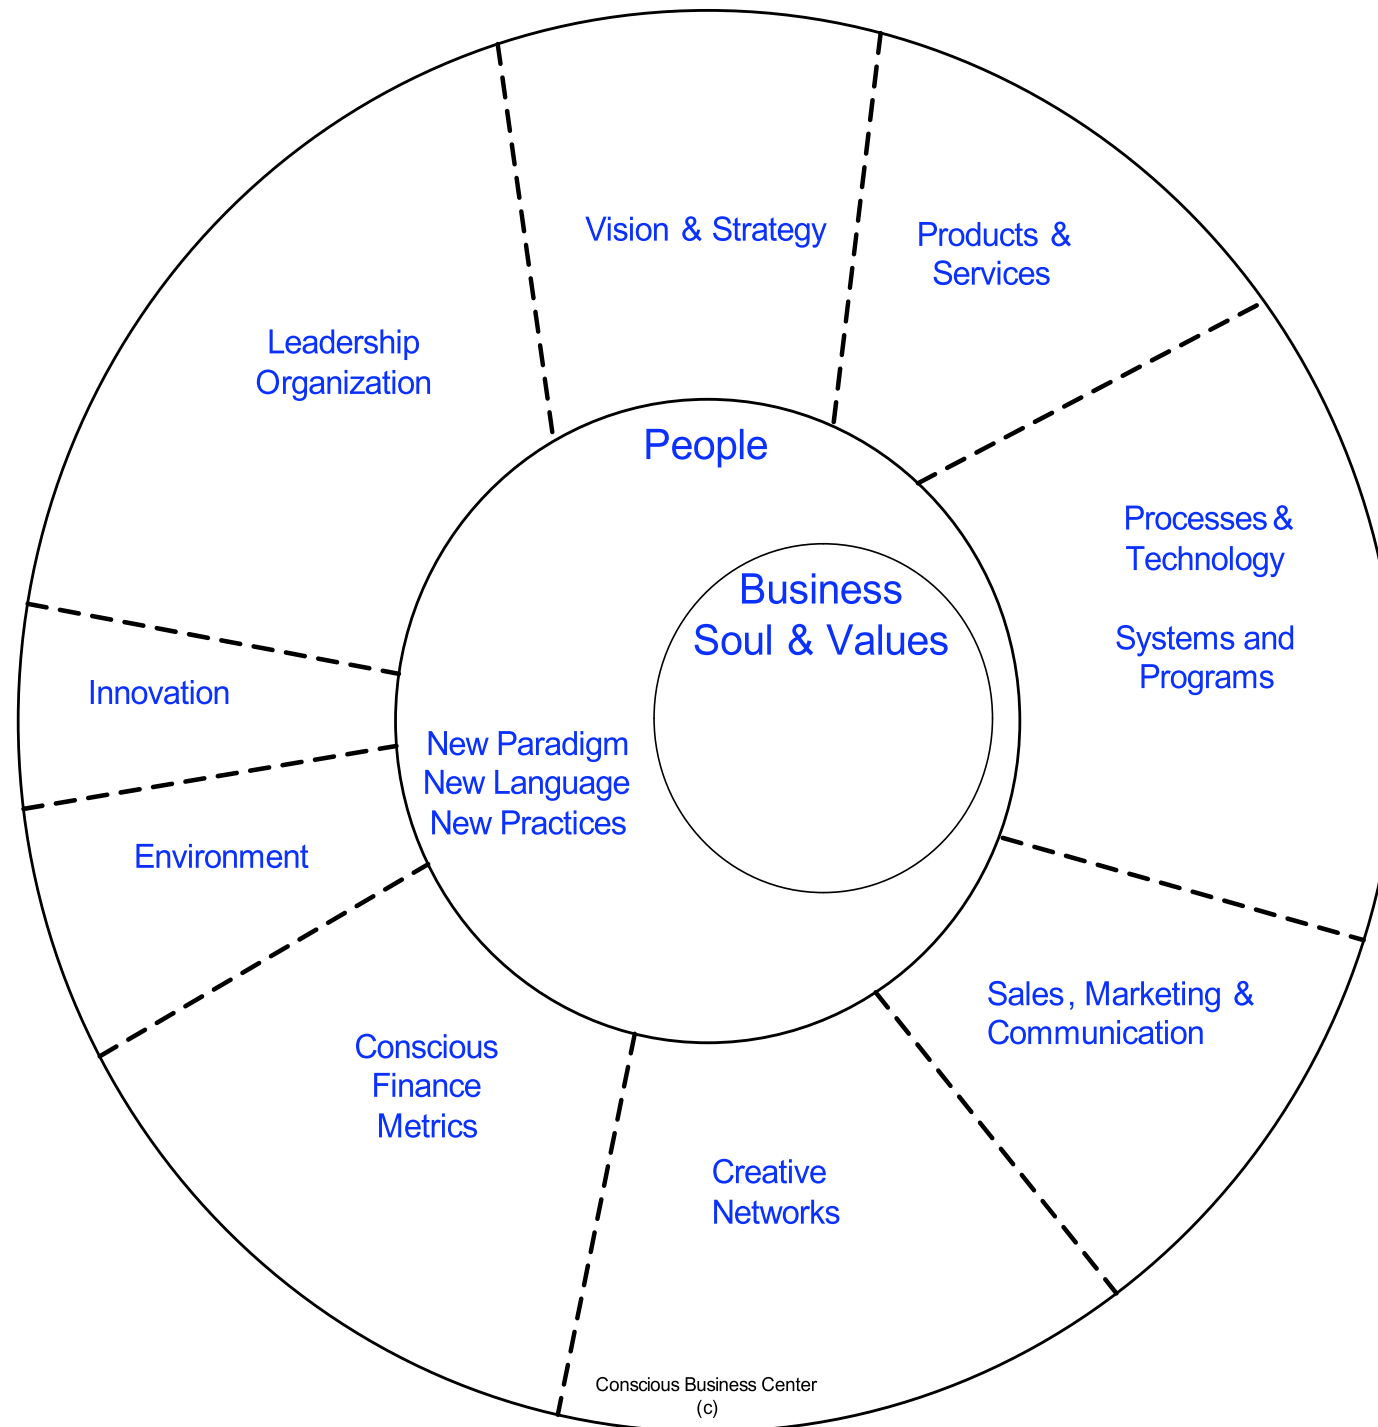 Vision & Strategy
Products &
Services
Leadership
Organization
People
Processes &
Technology
Systems and
Programs
Business
Soul & Values
Innovation
New Paradigm
New Language
New Practices
Environment
Sales, Marketing &
Communication
Conscious
Finance
Metrics
Creative
Networks
Conscious Business Center
(c)